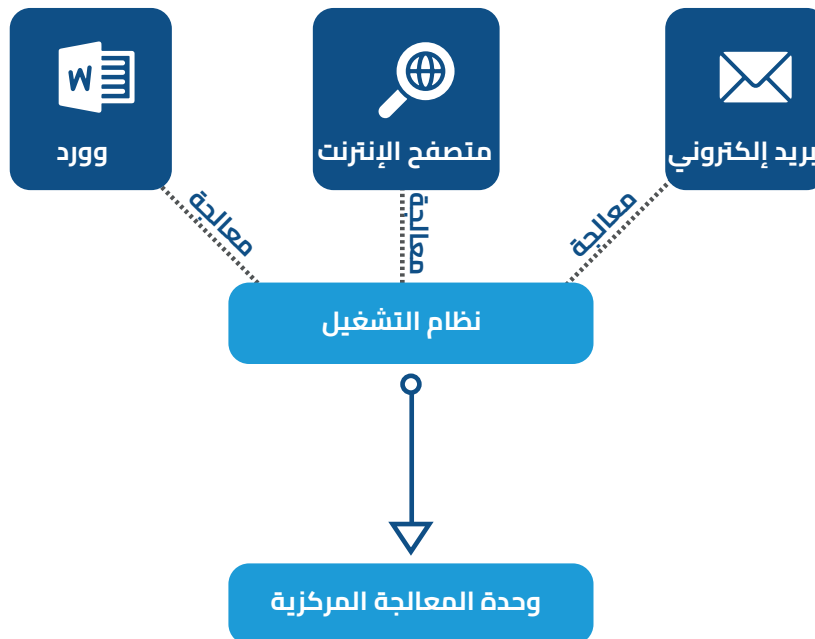 بريد إلكتروني
متصفح الإنترنت
وورد
W
معالجة
معالجة
معالجة
نظام التشغيل
وحدة المعالجة المركزية